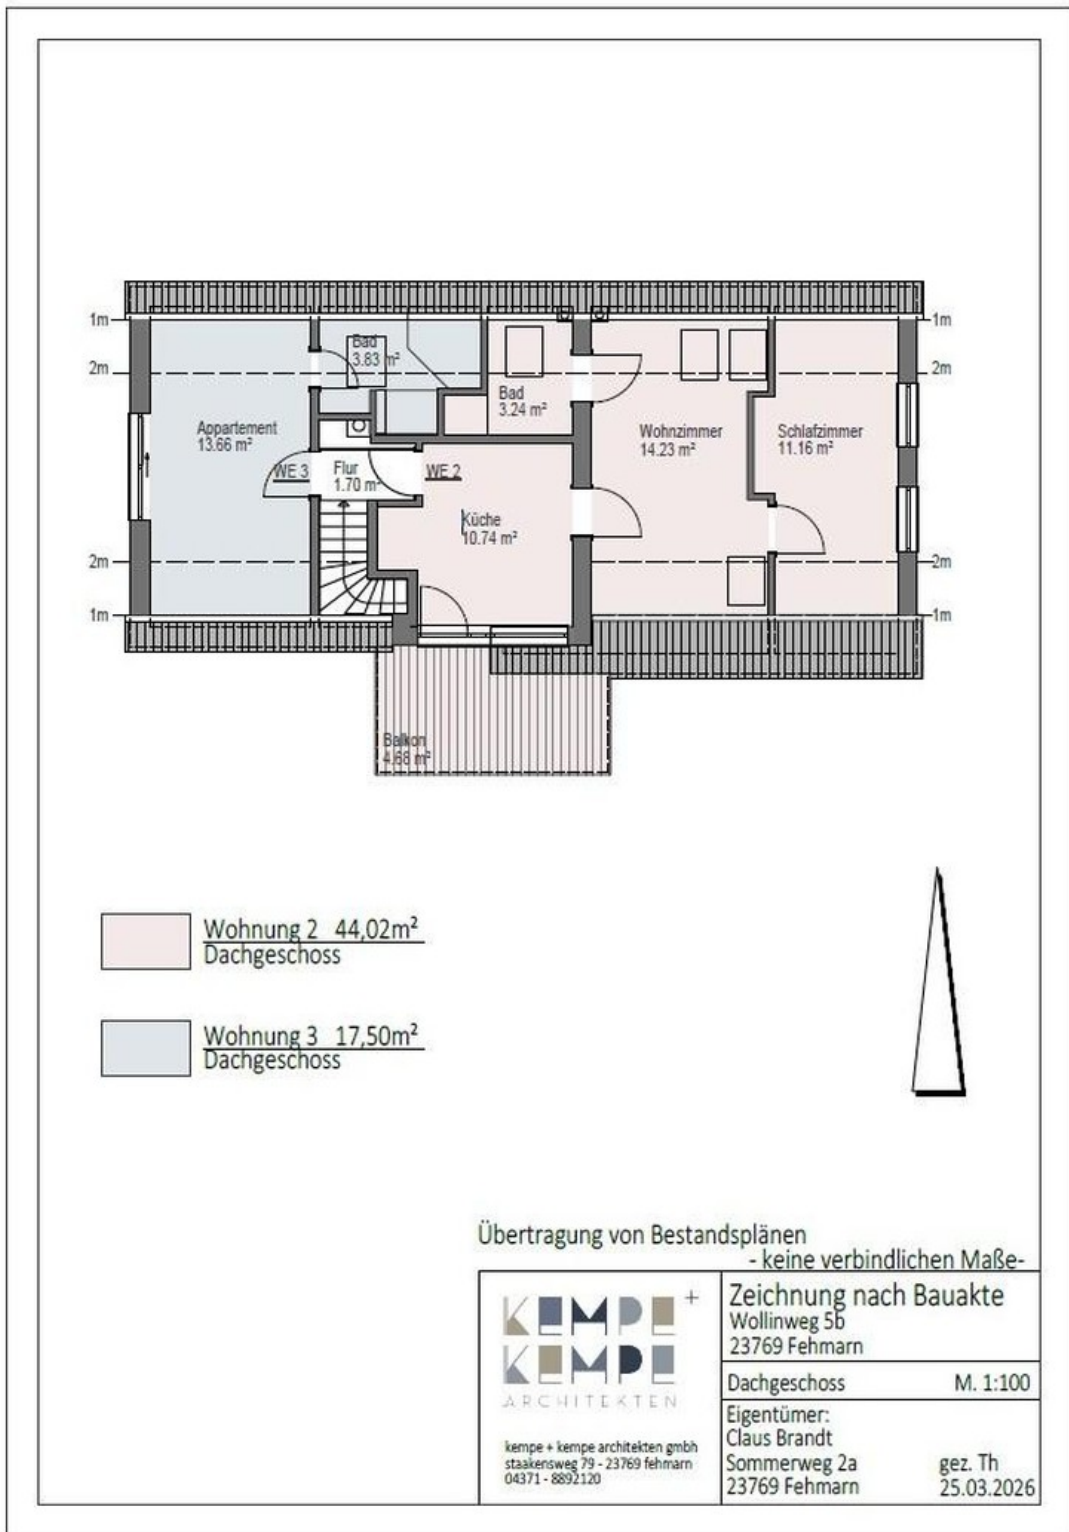 1m
1m
2m
2m
Bad
3.83 m²
Bad
3.24 m²
Appartement
13.66 m²
Wohnzimmer
14.23 m²
Schlafzimmer
11.16 m²
WE 3
Flur
1.70 m²
WE 2
Küche
10.74 m²
2m
2m
1m
1m
Balkon
4.68 m²
Wohnung 2 44,02m²
Dachgeschoss
Wohnung 3 17,50m²
Dachgeschoss
Übertragung von Bestandsplänen
- keine verbindlichen Maße-
KEMPE +
KEMPE
ARCHITEKTEN
kempe + kempe architekten gmbh
staakensweg 79 - 23769 fehmarn
04371 - 8892120
Zeichnung nach Bauakte
Wollinweg 5b
23769 Fehmarn
Dachgeschoss M. 1:100
Eigentümer:
Claus Brandt
Sommerweg 2a gez. Th
23769 Fehmarn 25.03.2026